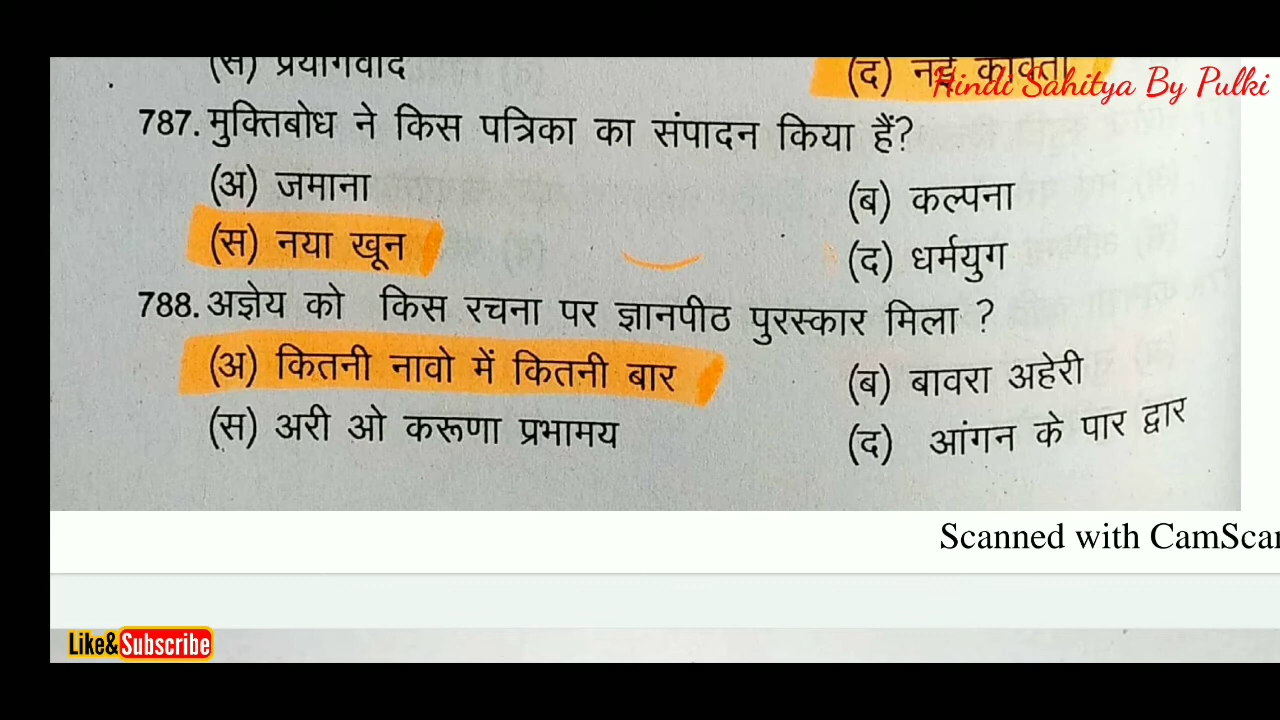 (स) प्रयोगवाद (द) नई कविता
Hindi Sahitya By Pulki
787. मुक्तिबोध ने किस पत्रिका का संपादन किया हैं?
(अ) जमाना (ब) कल्पना
(स) नया खून (द) धर्मयुग
788. अज्ञेय को किस रचना पर ज्ञानपीठ पुरस्कार मिला ?
(अ) कितनी नावो में कितनी बार (ब) बावरा अहेरी
(स) अरी ओ करूणा प्रभामय (द) आंगन के पार द्वार
Scanned with CamScan
Like& Subscribe